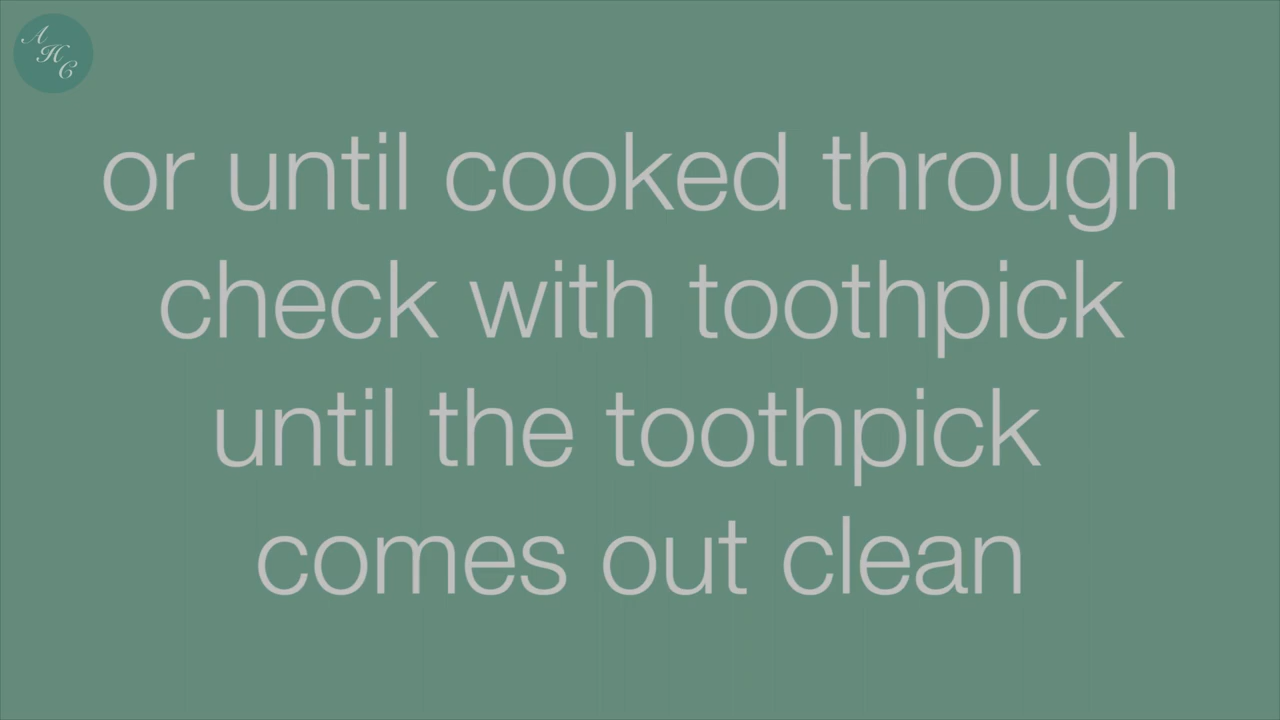 A
H
C
or until cooked through
check with toothpick
until the toothpick
comes out clean